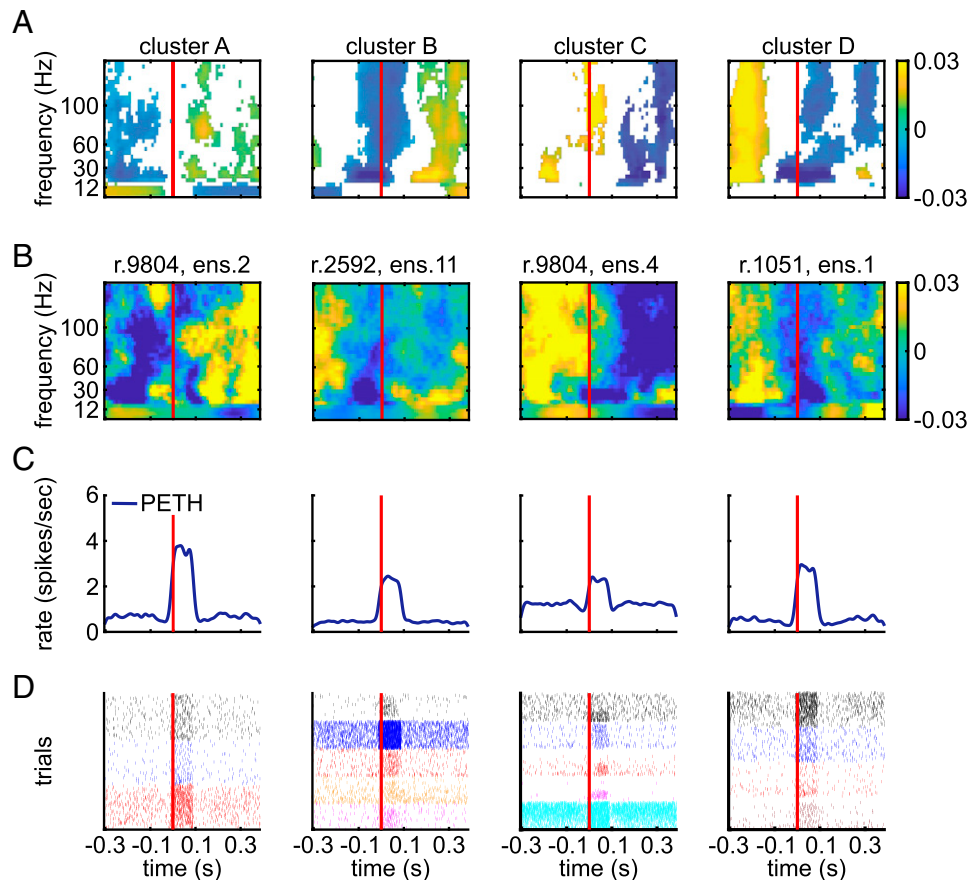 A
cluster A
cluster B
cluster C
cluster D
frequency (Hz)
100
60
30
12
0.03
0
-0.03
B
r.9804, ens.2
r.2592, ens.11
r.9804, ens.4
r.1051, ens.1
frequency (Hz)
100
60
30
12
0.03
0
-0.03
C
rate (spikes/sec)
6
4
2
0
PETH
D
trials
-0.3 -0.1 0.1 0.3
-0.3 -0.1 0.1 0.3
-0.3 -0.1 0.1 0.3
-0.3 -0.1 0.1 0.3
time (s)
time (s)
time (s)
time (s)